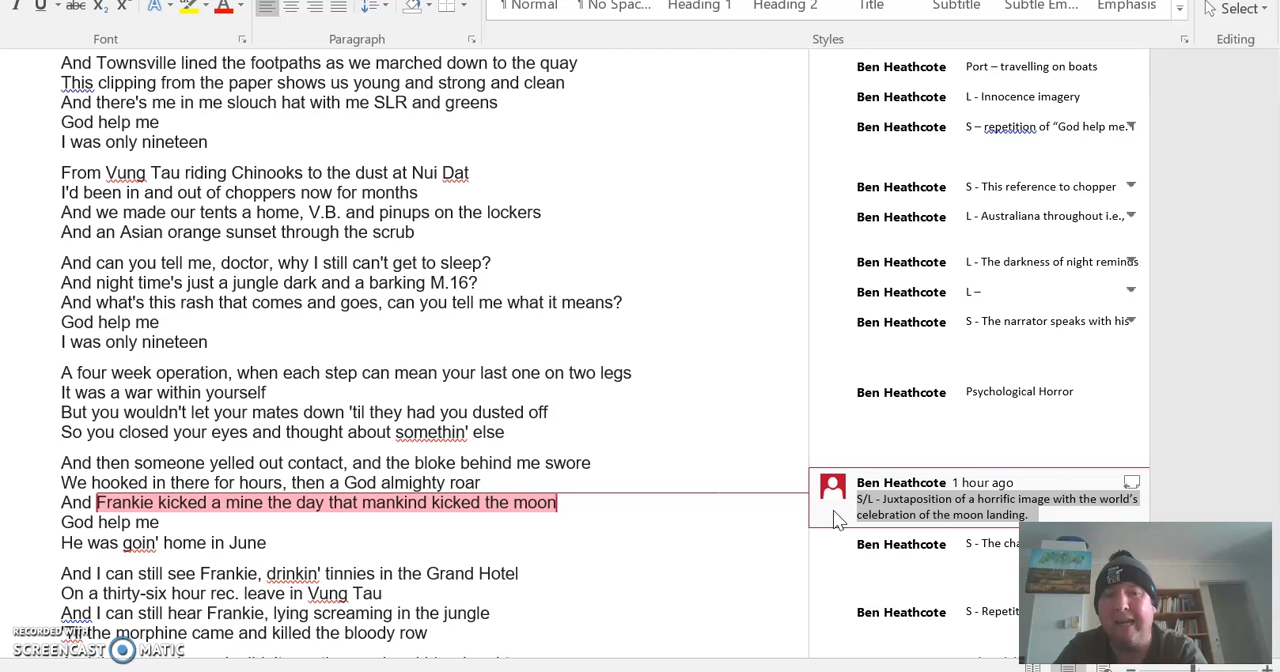 I U abc X₂ X² A A
¶ Normal ¶ No Spac... Heading 1 Heading 2 Title Subtitle Subtle Em... Emphasis
Select
Font Paragraph Styles Editing
And Townsville lined the footpaths as we marched down to the quay
This clipping from the paper shows us young and strong and clean
And there's me in me slouch hat with me SLR and greens
God help me
I was only nineteen
From Vung Tau riding Chinooks to the dust at Nui Dat
I'd been in and out of choppers now for months
And we made our tents a home, V.B. and pinups on the lockers
And an Asian orange sunset through the scrub
And can you tell me, doctor, why I still can't get to sleep?
And night time's just a jungle dark and a barking M.16?
And what's this rash that comes and goes, can you tell me what it means?
God help me
I was only nineteen
A four week operation, when each step can mean your last one on two legs
It was a war within yourself
But you wouldn't let your mates down 'til they had you dusted off
So you closed your eyes and thought about somethin' else
And then someone yelled out contact, and the bloke behind me swore
We hooked in there for hours, then a God almighty roar
And Frankie kicked a mine the day that mankind kicked the moon
God help me
He was goin' home in June
And I can still see Frankie, drinkin' tinnies in the Grand Hotel
On a thirty-six hour rec. leave in Vung Tau
And I can still hear Frankie, lying screaming in the jungle
the morphine came and killed the bloody row
Ben Heathcote Port – travelling on boats
Ben Heathcote L - Innocence imagery
Ben Heathcote S – repetition of “God help me.”
Ben Heathcote S - This reference to chopper
Ben Heathcote L - Australiana throughout i.e.,
Ben Heathcote L - The darkness of night reminds
Ben Heathcote L –
Ben Heathcote S - The narrator speaks with his
Ben Heathcote Psychological Horror
Ben Heathcote 1 hour ago
S/L - Juxtaposition of a horrific image with the world’s
celebration of the moon landing.
Ben Heathcote S - The cha
Ben Heathcote S - Repetit
RECORDED WITH
SCREENCAST MATIC